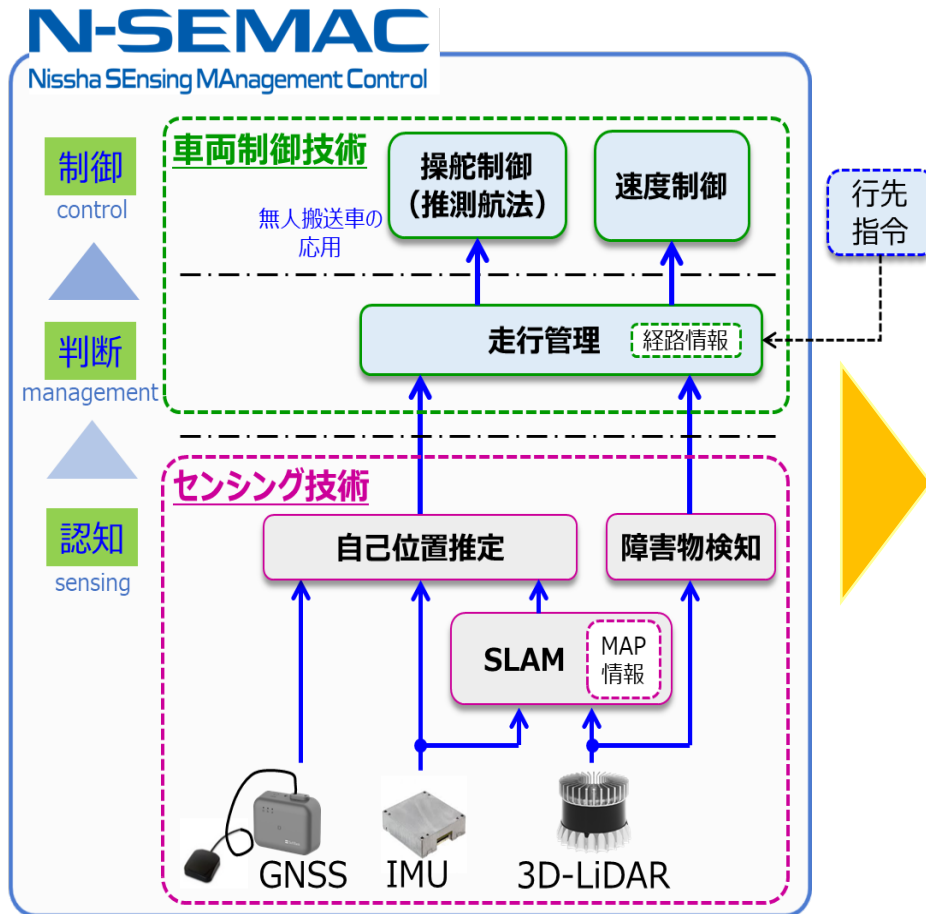 N-SEMAC
Nissha SEnsing MAnagement Control
制御
control
車両制御技術
操舵制御
(推測航法)
速度制御
無人搬送車の
応用
行先
指令
判断
management
走行管理
経路情報
センシング技術
認知
sensing
自己位置推定
障害物検知
SLAM
MAP
情報
GNSS
IMU
3D-LiDAR